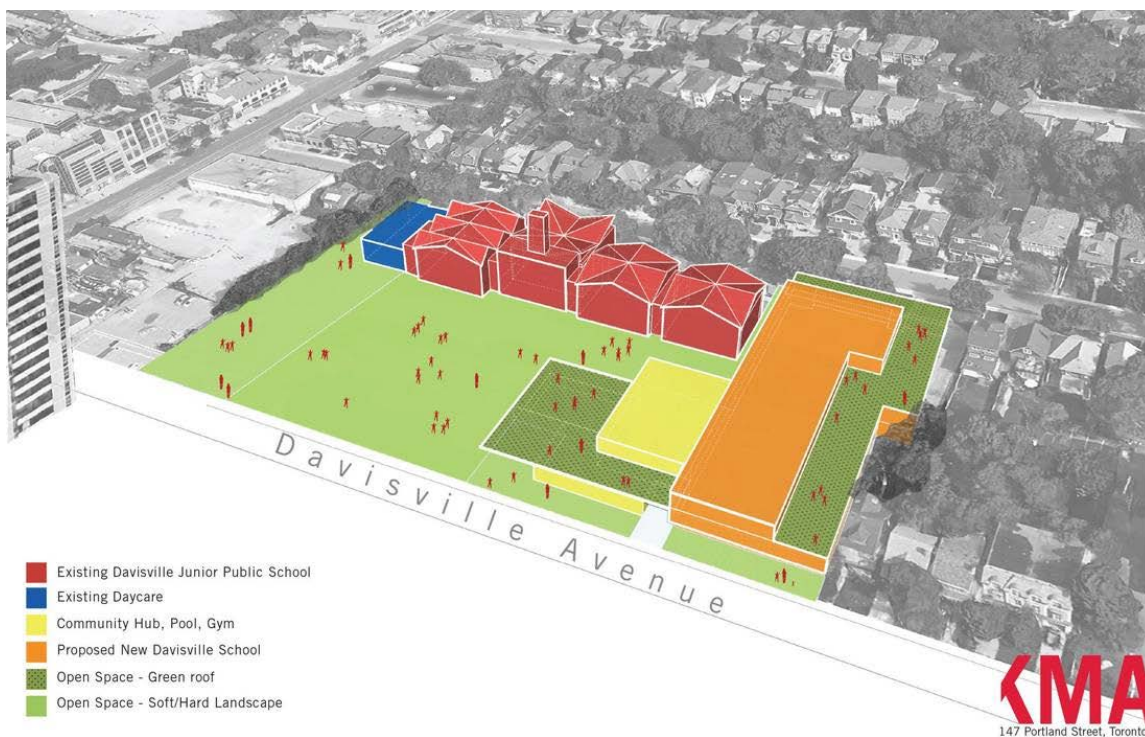 Davisville Avenue
Existing Davisville Junior Public School
Existing Daycare
Community Hub, Pool, Gym
Proposed New Davisville School
Open Space - Green roof
Open Space - Soft/Hard Landscape
KMA
147 Portland Street, Toronto